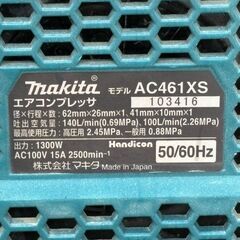 makita モデル AC461XS
エアコンプレッサ 103416
径×行程×数：62mm×26mm×1, 41mm×10mm×1
吐出空気量：140L/min(0.69MPa), 100L/min(2.26MPa)
最高使用圧力：高圧用 2.45MPa, 一般用 0.88MPa
出力：1300W Handicon 50/60Hz
AC100V 15A 2500min⁻¹
株式会社 マキタ Made in Japan